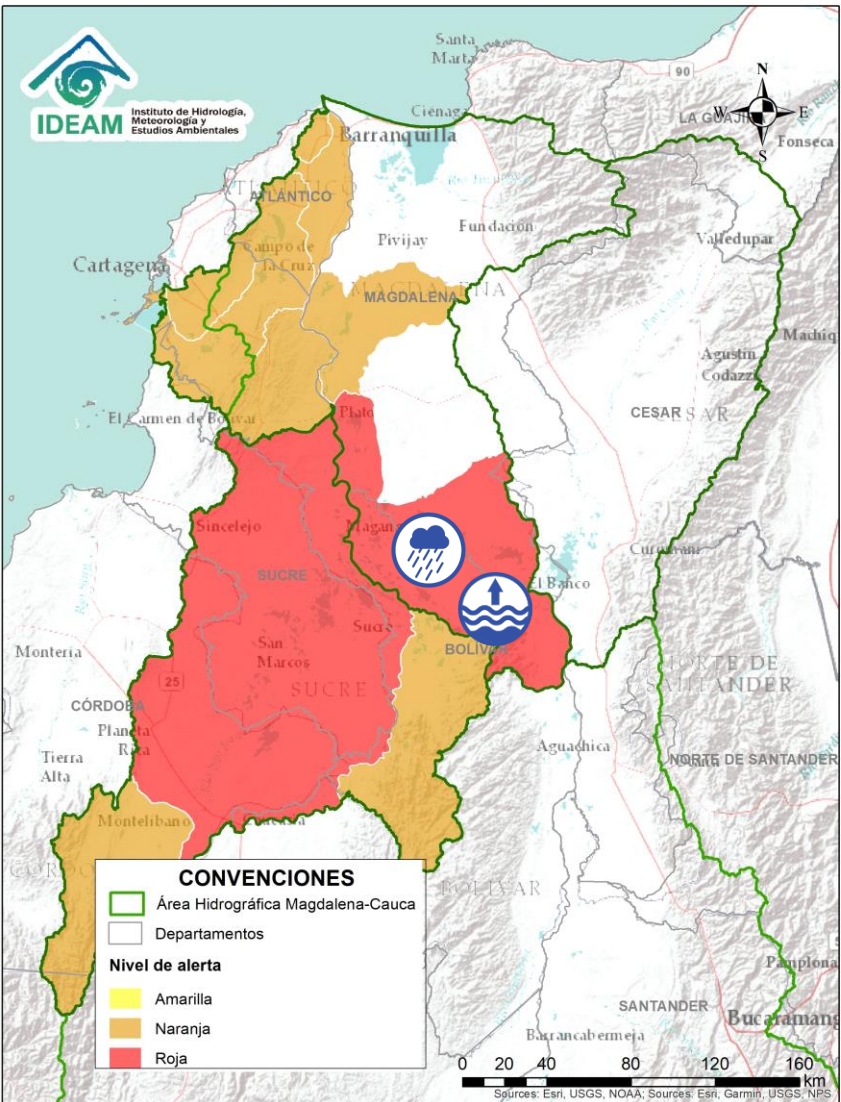 Santa
Marta
90
N
W
E
S
IDEAM
Instituto de Hidrología,
Meteorología y
Estudios Ambientales
Ciénaga
LA GUAJIRA
Barranquilla
Fonseca
ATLÁNTICO
ATLÁNTICO
Fundación
Pivijay
Valledupar
Campo de
la Cruz
Cartagena
MAGDALENA
MAGDALENA
Agustín
Codazzi
El Carmen de Bolívar
Plato
CESAR
CESAR
Sincelejo
SUCRE
El Banco
Sucre
Montería
San
Marcos
BOLÍVAR
SUCRE
25
CÓRDOBA
Planeta
Rica
NORTE DE
SANTANDER
Tierra
Alta
Aguachica
NORTE DE SANTANDER
Montelíbano
CONVENCIONES
Área Hidrográfica Magdalena-Cauca
Departamentos
Nivel de alerta
Amarilla
Naranja
Roja
BOLÍVAR
Pamplona
SANTANDER
Barrancabermeja
0 20 40 80 120 160
km
Sources: Esri, USGS, NOAA; Sources: Esri, Garmin, USGS, NPS